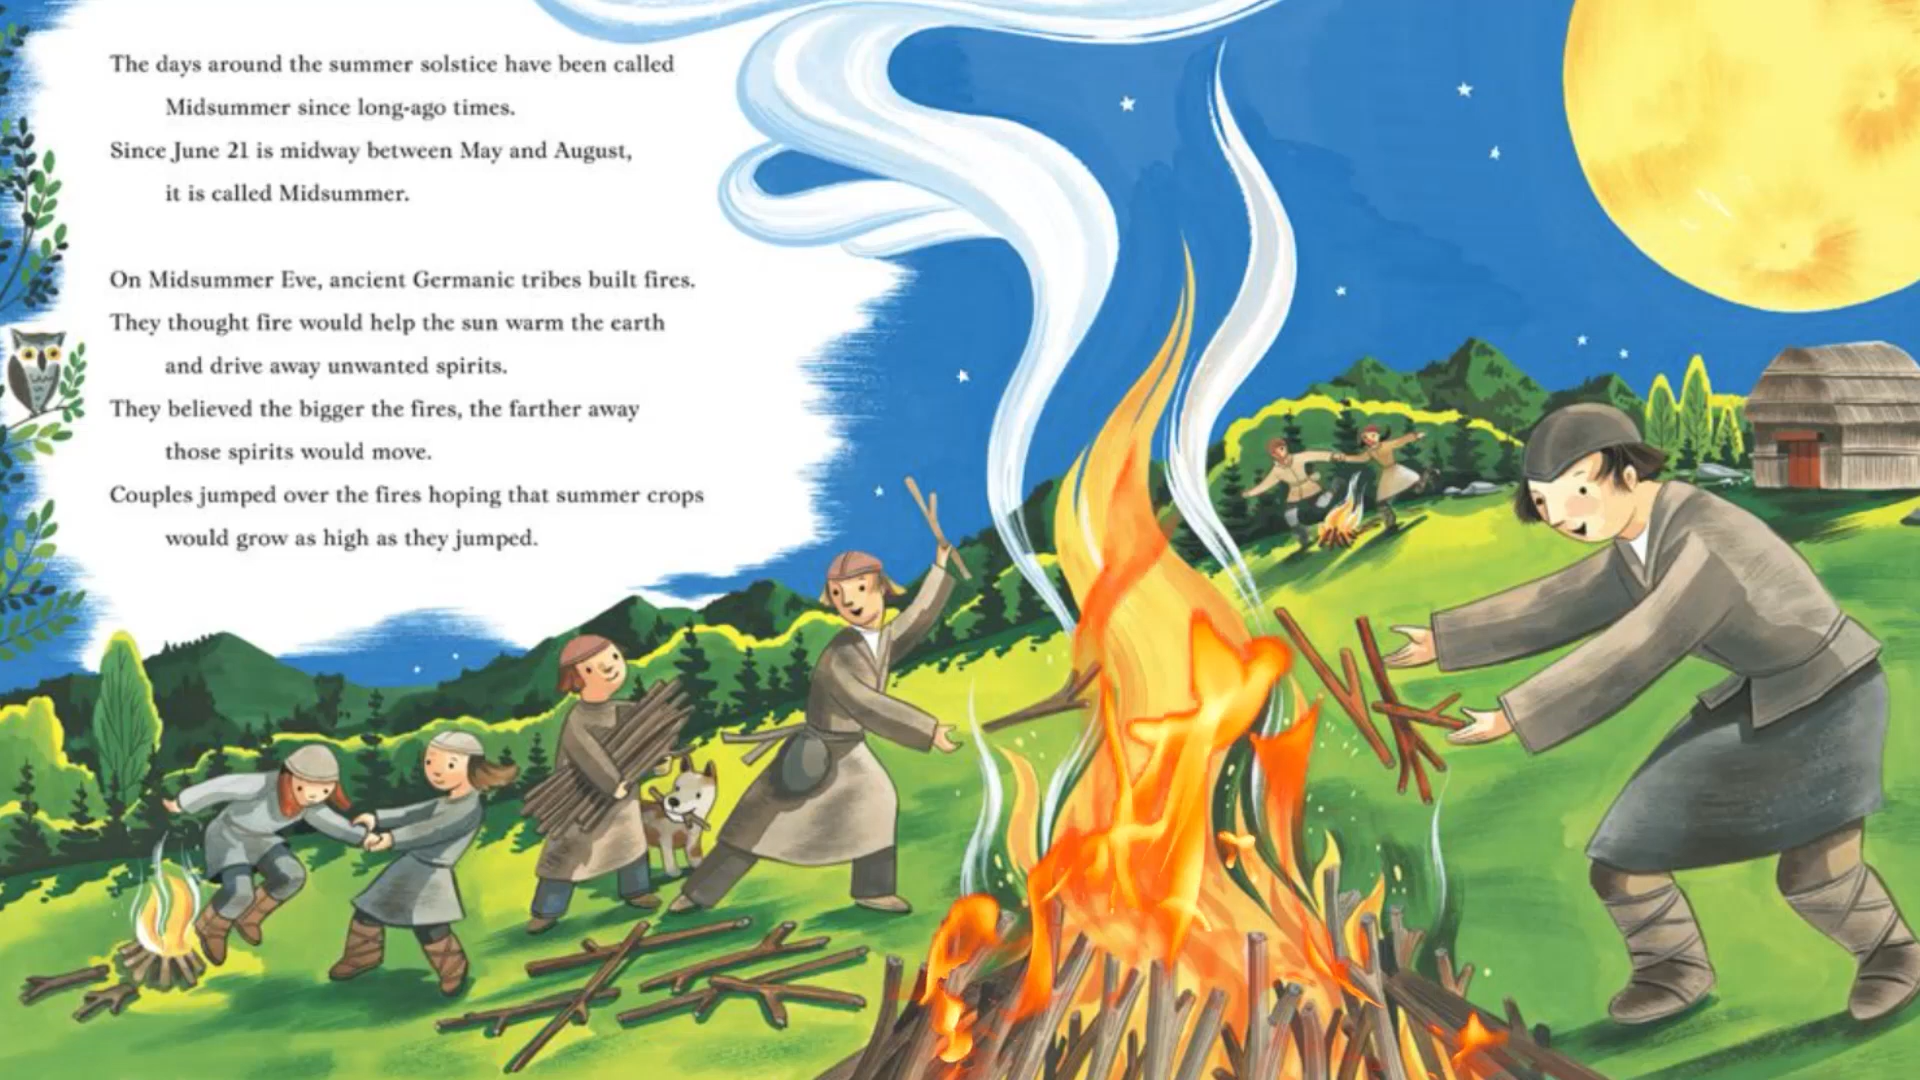 The days around the summer solstice have been called
Midsummer since long-ago times.
Since June 21 is midway between May and August,
it is called Midsummer.
On Midsummer Eve, ancient Germanic tribes built fires.
They thought fire would help the sun warm the earth
and drive away unwanted spirits.
They believed the bigger the fires, the farther away
those spirits would move.
Couples jumped over the fires hoping that summer crops
would grow as high as they jumped.